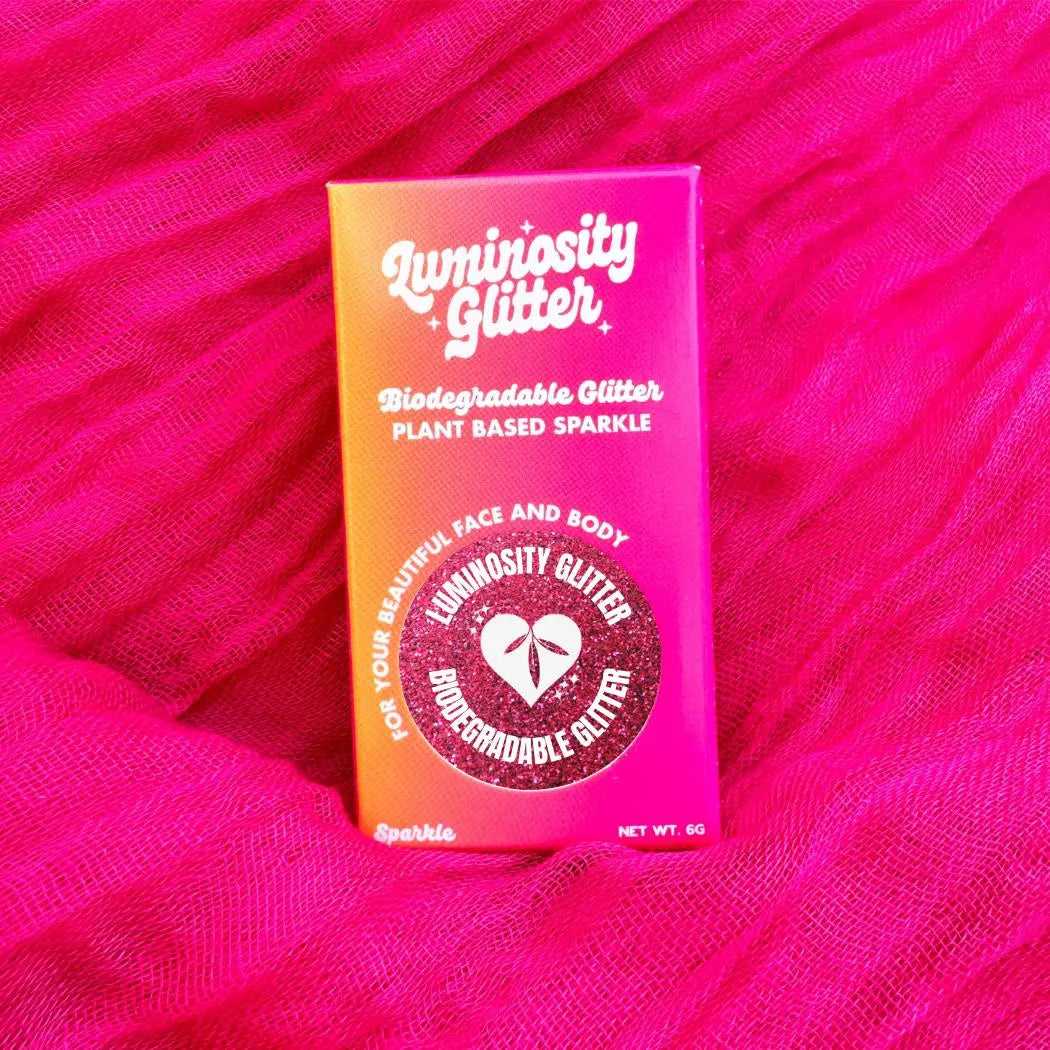 Luminosity
Glitter
Biodegradable Glitter
PLANT BASED SPARKLE
FOR YOUR BEAUTIFUL FACE AND BODY
LUMINOSITY GLITTER
BIODEGRADABLE GLITTER
Sparkle
NET WT. 6G